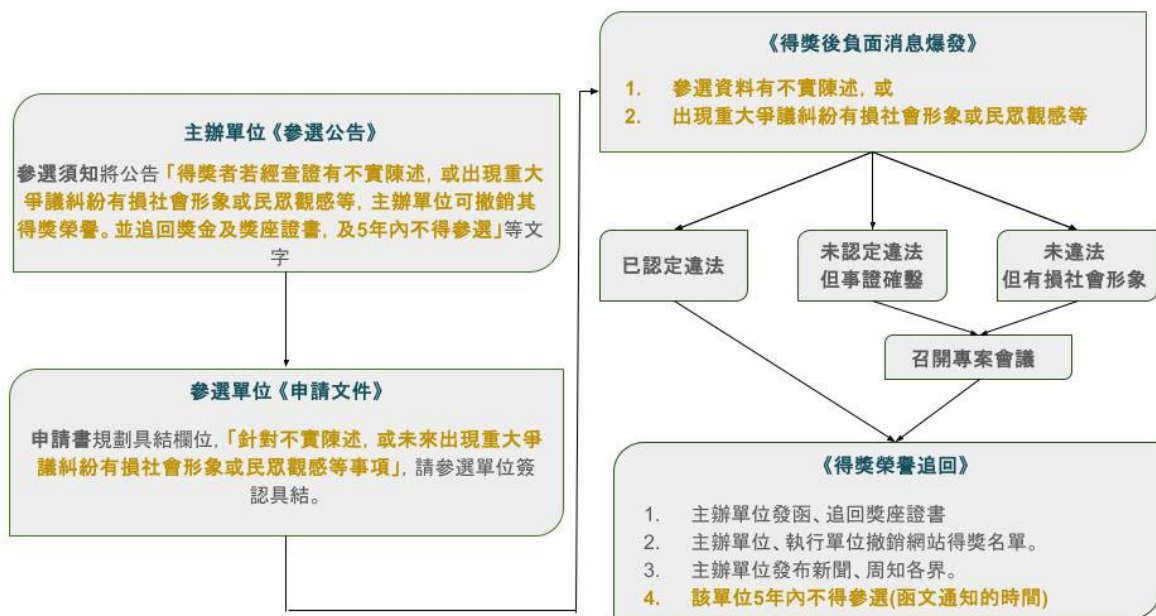 主辦單位《參選公告》
參選須知將公告「得獎者若經查證有不實陳述, 或出現重大
爭議糾紛有損社會形象或民眾觀感等, 主辦單位可撤銷其
得獎榮譽。並追回獎金及獎座證書, 及5年內不得參選」等文
字
參選單位《申請文件》
申請書規劃具結欄位,「針對不實陳述, 或未來出現重大爭
議糾紛有損社會形象或民眾觀感等事項」, 請參選單位簽
認具結。
《得獎後負面消息爆發》
1. 參選資料有不實陳述, 或
2. 出現重大爭議糾紛有損社會形象或民眾觀感等
已認定違法
未認定違法
但事證確鑿
未違法
但有損社會形象
召開專案會議
《得獎榮譽追回》
1. 主辦單位發函、追回獎座證書
2. 主辦單位、執行單位撤銷網站得獎名單。
3. 主辦單位發布新聞、周知各界。
4. 該單位5年內不得參選(函文通知的時間)